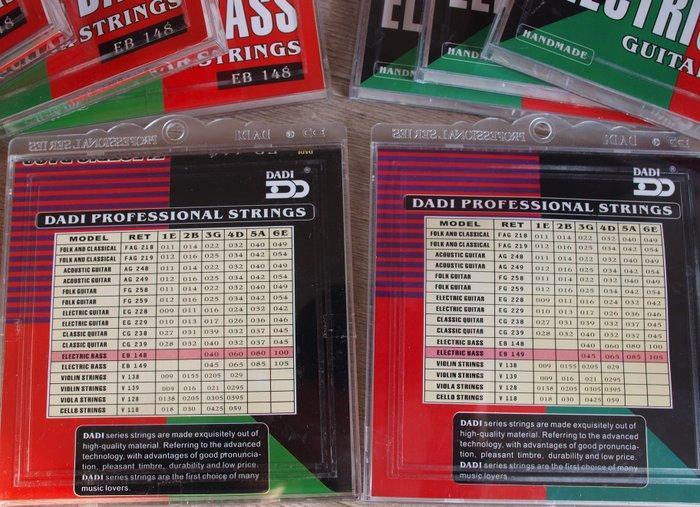 BASS
STRINGS
EB 148
STRINGS
EB 148
HANDMADE
GUITA
DADI
DADI PROFESSIONAL STRINGS
MODEL RET 1E 2B 3G 4D 5A 6E
FOLK AND CLASSICAL FAG 218 011 014 022 032 040 049
FOLK AND CLASSICAL FAG 219 012 016 025 034 042 054
ACOUSTIC GUITAR AG 248 011 014 022 032 040 049
ACOUSTIC GUITAR AG 249 012 016 025 034 042 054
FOLK GUITAR FG 258 011 014 022 032 040 049
FOLK GUITAR FG 259 012 016 025 034 042 054
ELECTRIC GUITAR EG 228 009 011 016 024 032 042
ELECTRIC GUITAR EG 229 010 013 017 026 036 046
CLASSIC GUITAR CG 238 027 031 039 030 037 045
CLASSIC GUITAR CG 239 028 032 040 032 037 045
ELECTRIC BASS EB 148 040 060 080 100
ELECTRIC BASS EB 149 045 065 085 105
VIOLIN STRINGS V 138 009 0155 0205 029
VIOLIN STRINGS V 139 009 016 021 0295
VIOLA STRINGS V 128 0138 0205 0305 0395
CELLO STRINGS V 118 018 030 0425 059
DADI series strings are made exquisitely out of
high-quality material. Referring to the advanced
technology, with advantages of good pronuncia-
tion, pleasant timbre, durability and low price.
DADI series strings are the first choice of many
music lovers.
DADI
DADI PROFESSIONAL STRINGS
MODEL RET 1E 2B 3G 4D 5A 6E
FOLK AND CLASSICAL FAG 218 011 014 022 032 040 049
FOLK AND CLASSICAL FAG 219 012 016 025 034 042 054
ACOUSTIC GUITAR AG 248 011 014 022 032 040 049
ACOUSTIC GUITAR AG 249 012 016 025 034 042 054
FOLK GUITAR FG 258 011 014 022 032 040 049
FOLK GUITAR FG 259 012 016 025 034 042 054
ELECTRIC GUITAR EG 228 009 011 016 024 032 042
ELECTRIC GUITAR EG 229 010 013 017 026 036 046
CLASSIC GUITAR CG 238 027 031 039 030 037 045
CLASSIC GUITAR CG 239 028 032 040 032 037 045
ELECTRIC BASS EB 148 040 060 080 100
ELECTRIC BASS EB 149 045 065 085 105
VIOLIN STRINGS V 138 009 0155 0205 029
VIOLIN STRINGS V 139 009 016 021 0295
VIOLA STRINGS V 128 0138 0205 0305 0395
CELLO STRINGS V 118 018 030 0425 059
DADI series strings are made exquisitely out of
high-quality material. Referring to the advanced
technology, with advantages of good pronuncia-
tion, pleasant timbre, durability and low price.
DADI series strings are the first choice of many
music lovers.